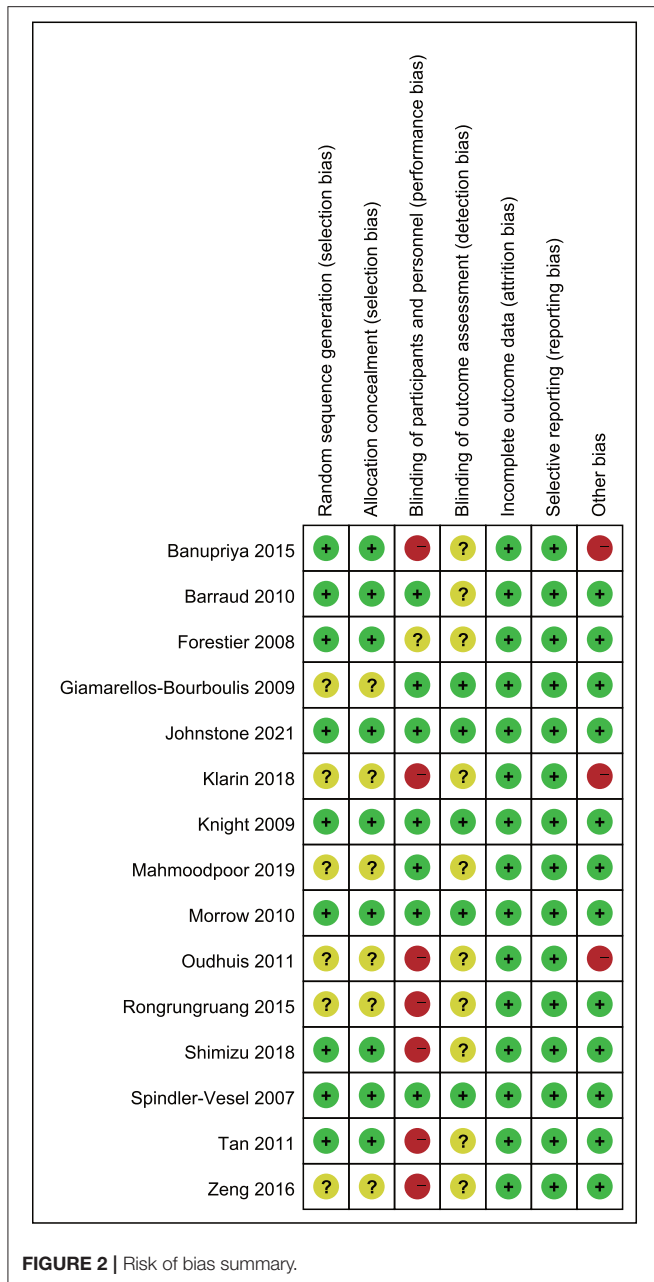 Random sequence generation (selection bias)
Allocation concealment (selection bias)
Blinding of participants and personnel (performance bias)
Blinding of outcome assessment (detection bias)
Incomplete outcome data (attrition bias)
Selective reporting (reporting bias)
Other bias
Banupriya 2015 + + – ? + + –
Barraud 2010 + + + ? + + +
Forestier 2008 + + ? ? + + +
Giamarellos-Bourboulis 2009 ? ? + + + + +
Johnstone 2021 + + + + + + +
Klarin 2018 ? ? – ? + + –
Knight 2009 + + + + + + +
Mahmoodpoor 2019 ? ? + ? + + +
Morrow 2010 + + + + + + +
Oudhuis 2011 ? ? – ? + + –
Rongrungruang 2015 ? ? – ? + + +
Shimizu 2018 + + – ? + + +
Spindler-Vesel 2007 + + + + + + +
Tan 2011 + + – ? + + +
Zeng 2016 ? ? – ? + + +
FIGURE 2 | Risk of bias summary.